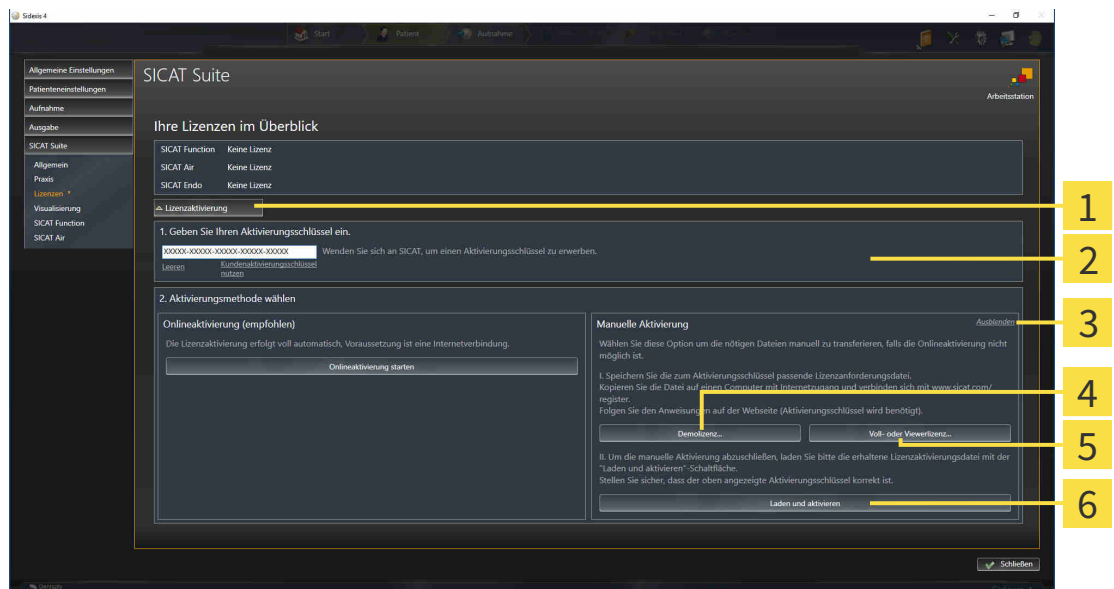 Sidexis 4
Start
Patient
Aufnahme
Allgemeine Einstellungen
Patienteneinstellungen
Aufnahme
Ausgabe
SICAT Suite
Allgemein
Praxis
Lizenzen *
Visualisierung
SICAT Function
SICAT Air
SICAT Suite
Arbeitsstation
Ihre Lizenzen im Überblick
SICAT Function Keine Lizenz
SICAT Air Keine Lizenz
SICAT Endo Keine Lizenz
Lizenzaktivierung
1. Geben Sie Ihren Aktivierungsschlüssel ein.
XXXXX-XXXXX-XXXXX-XXXXX-XXXXX Wenden Sie sich an SICAT, um einen Aktivierungsschlüssel zu erwerben.
Leeren Kundenaktivierungsschlüssel
nutzen
2. Aktivierungsmethode wählen
Onlineaktivierung (empfohlen)
Die Lizenzaktivierung erfolgt voll automatisch, Voraussetzung ist eine Internetverbindung.
Onlineaktivierung starten
Manuelle Aktivierung
Ausblenden
Wählen Sie diese Option um die nötigen Dateien manuell zu transferieren, falls die Onlineaktivierung nicht
möglich ist.
I. Speichern Sie die zum Aktivierungsschlüssel passende Lizenzanforderungsdatei.
Kopieren Sie die Datei auf einen Computer mit Internetzugang und verbinden sich mit www.sicat.com/
register.
Folgen Sie den Anweisungen auf der Webseite (Aktivierungsschlüssel wird benötigt).
Demolizenz...
Voll- oder Viewerlizenz...
II. Um die manuelle Aktivierung abzuschließen, laden Sie bitte die erhaltene Lizenzaktivierungsdatei mit der
"Laden und aktivieren"-Schaltfläche.
Stellen Sie sicher, dass der oben angezeigte Aktivierungsschlüssel korrekt ist.
Laden und aktivieren
Schließen
1
2
3
4
5
6